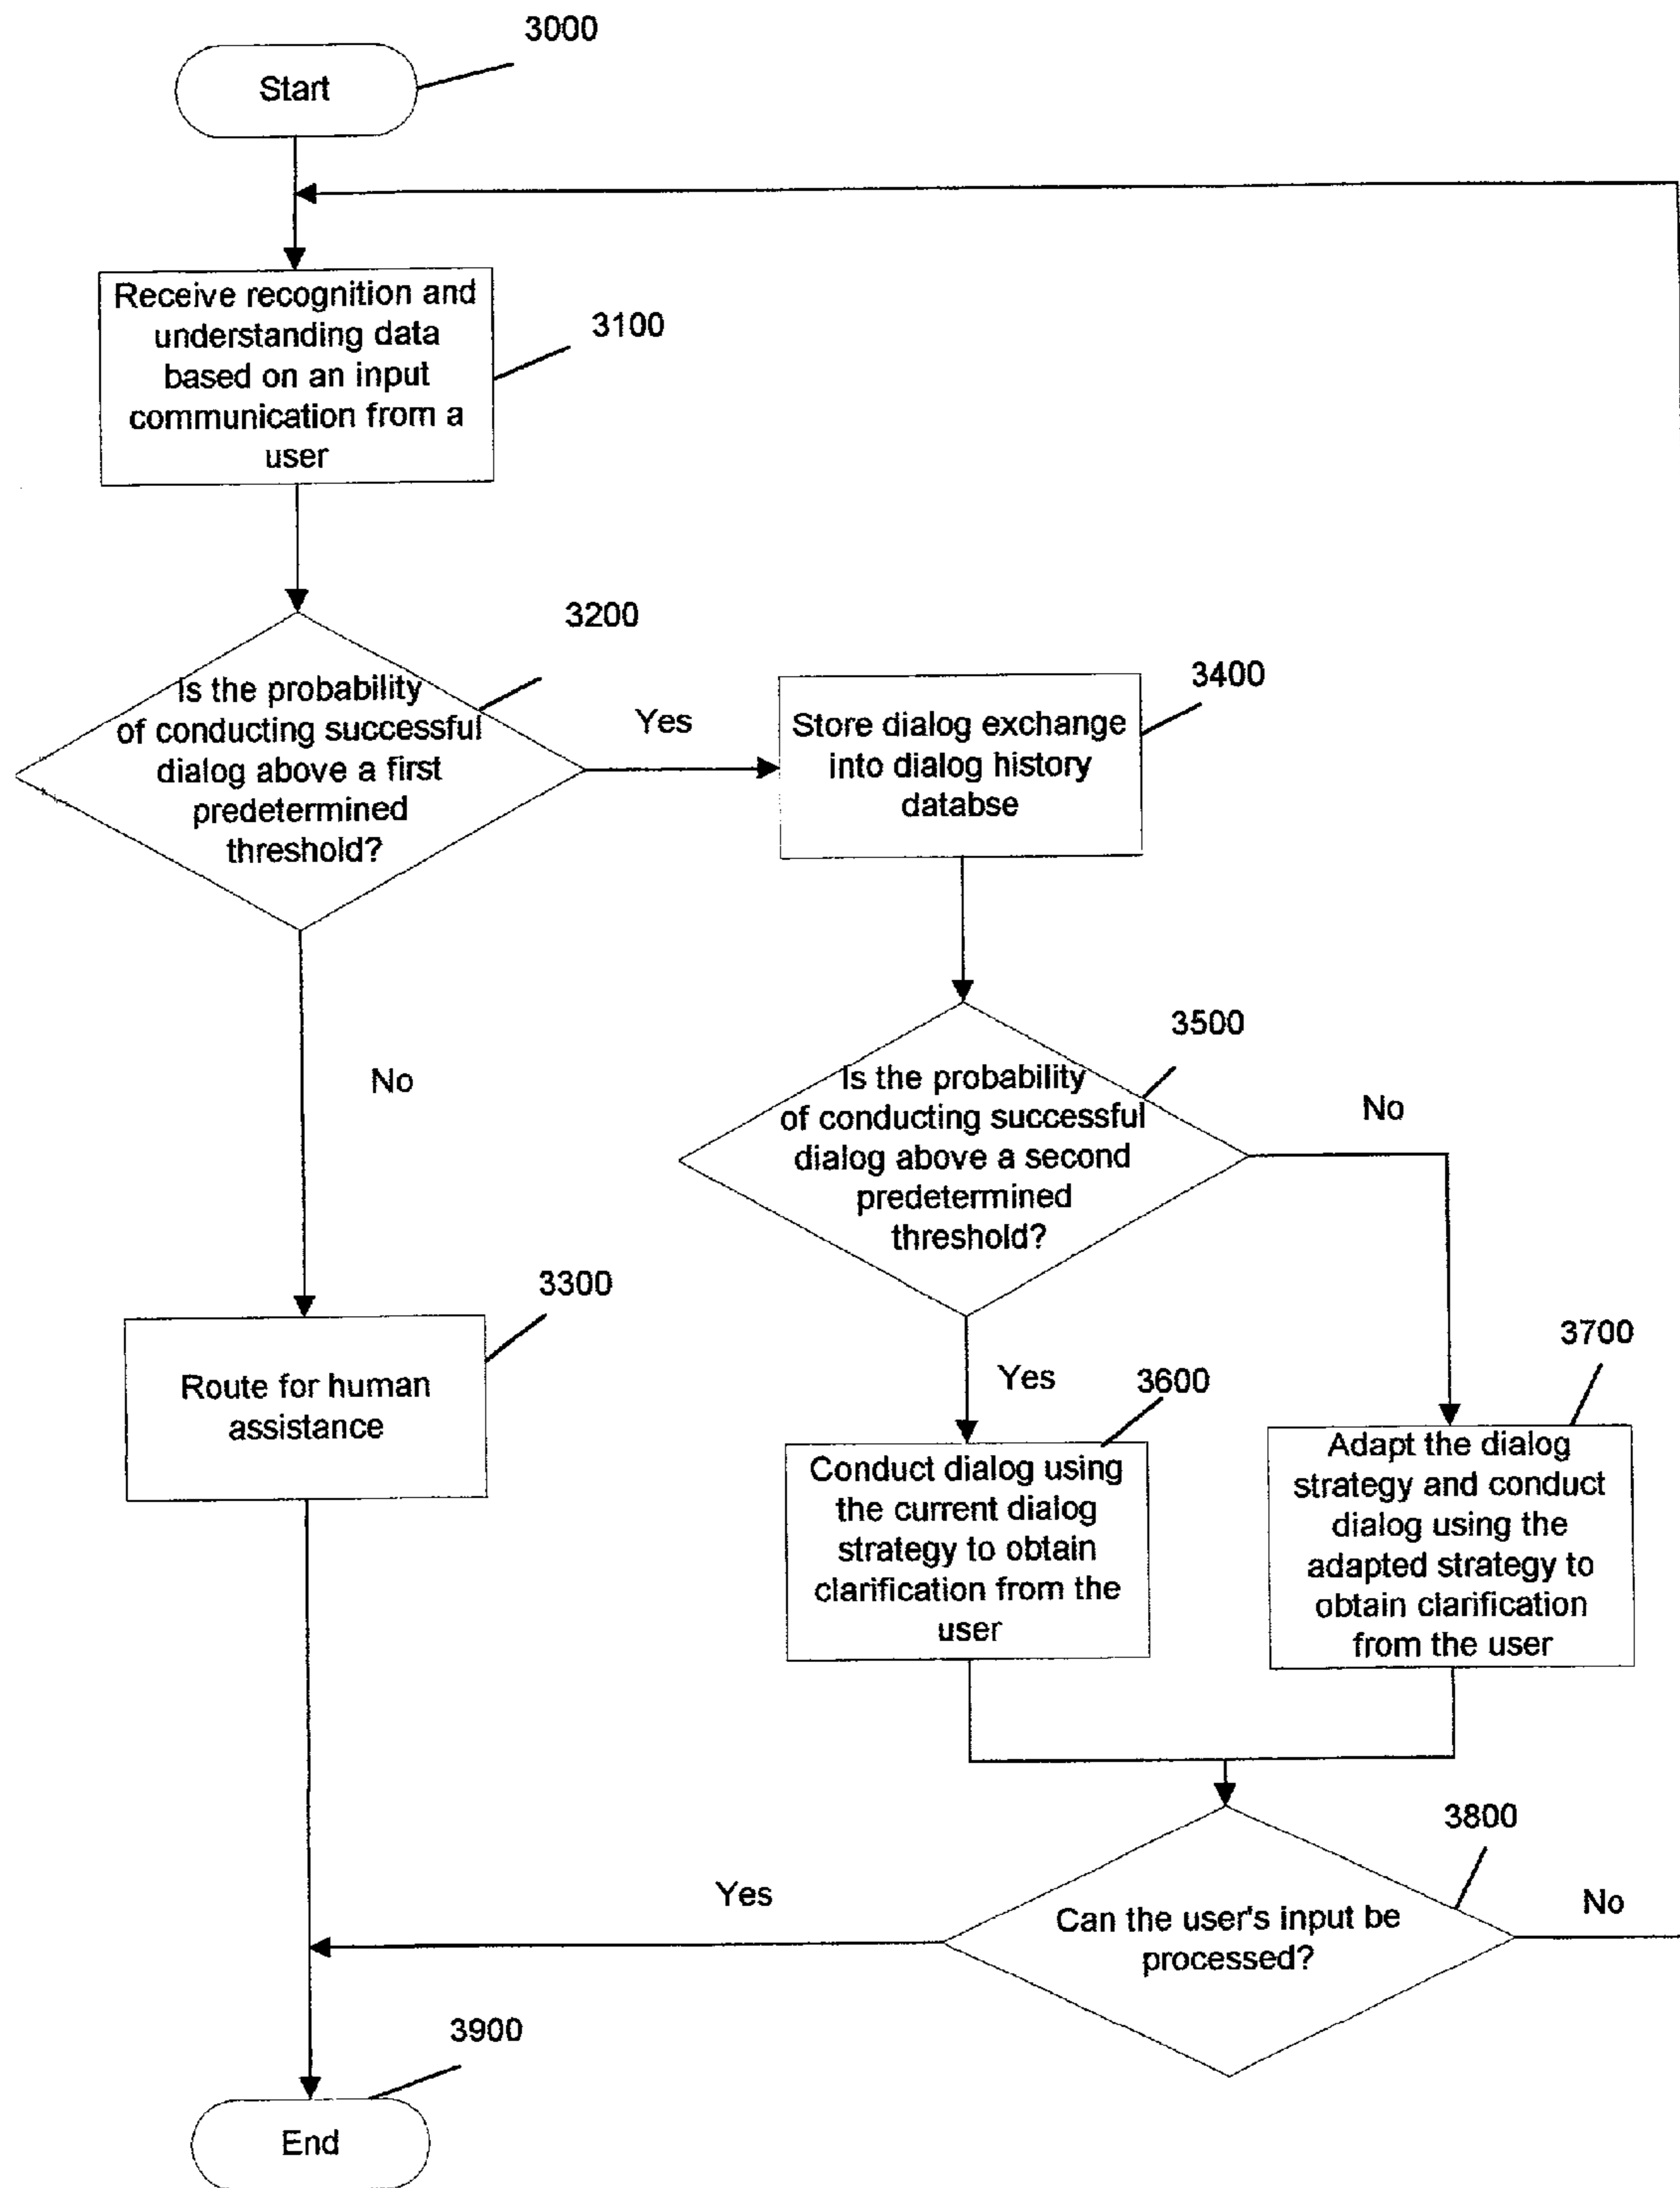 3000
Start
Receive recognition and
understanding data
based on an input
communication from a
user
3100
3200
Is the probability
of conducting successful
dialog above a first
predetermined
threshold?
Yes
3400
Store dialog exchange
into dialog history
databse
No
3500
Is the probability
of conducting successful
dialog above a second
predetermined
threshold?
No
3300
Route for human
assistance
Yes
3600
Conduct dialog using
the current dialog
strategy to obtain
clarification from the
user
3700
Adapt the dialog
strategy and conduct
dialog using the
adapted strategy to
obtain clarification
from the user
3800
Can the user's input be
processed?
Yes
No
3900
End